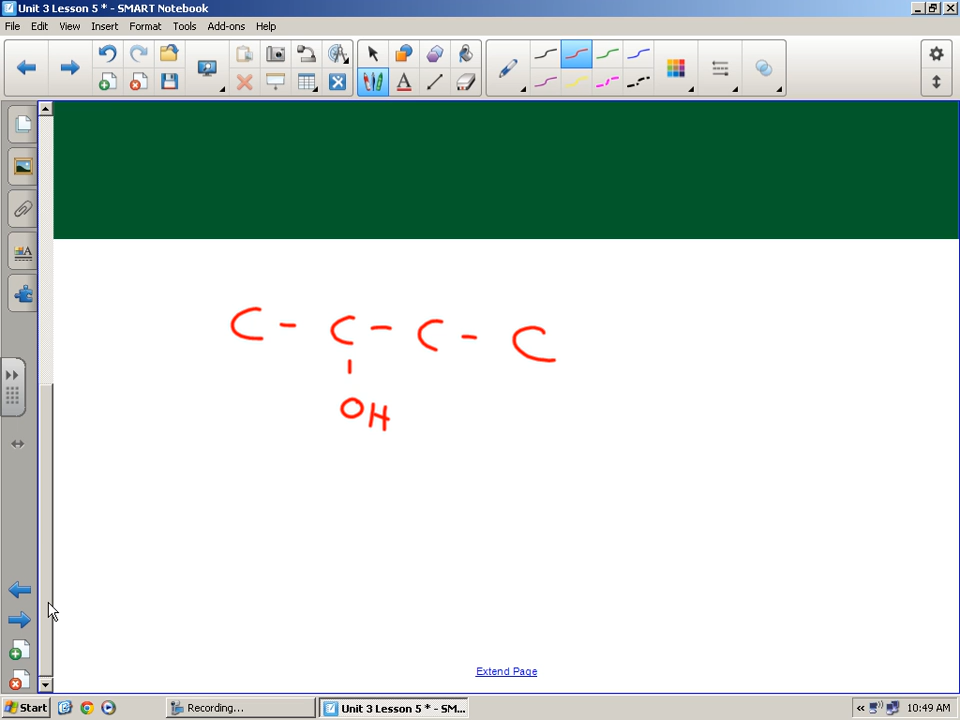 Unit 3 Lesson 5 * - SMART Notebook
File Edit View Insert Format Tools Add-ons Help
C - C - C - C
OH
Extend Page
Start Recording... Unit 3 Lesson 5 * - SM... « 10:49 AM